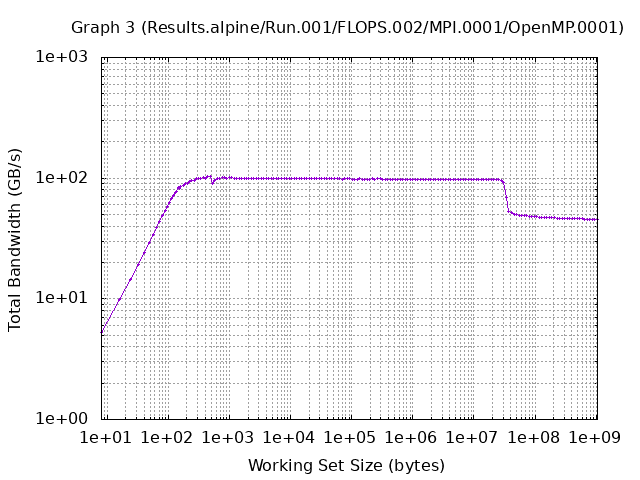 Graph 3 (Results.alpine/Run.001/FLOPS.002/MPI.0001/OpenMP.0001)
Total Bandwidth (GB/s)
1e+03
1e+02
1e+01
1e+00
1e+01 1e+02 1e+03 1e+04 1e+05 1e+06 1e+07 1e+08 1e+09
Working Set Size (bytes)